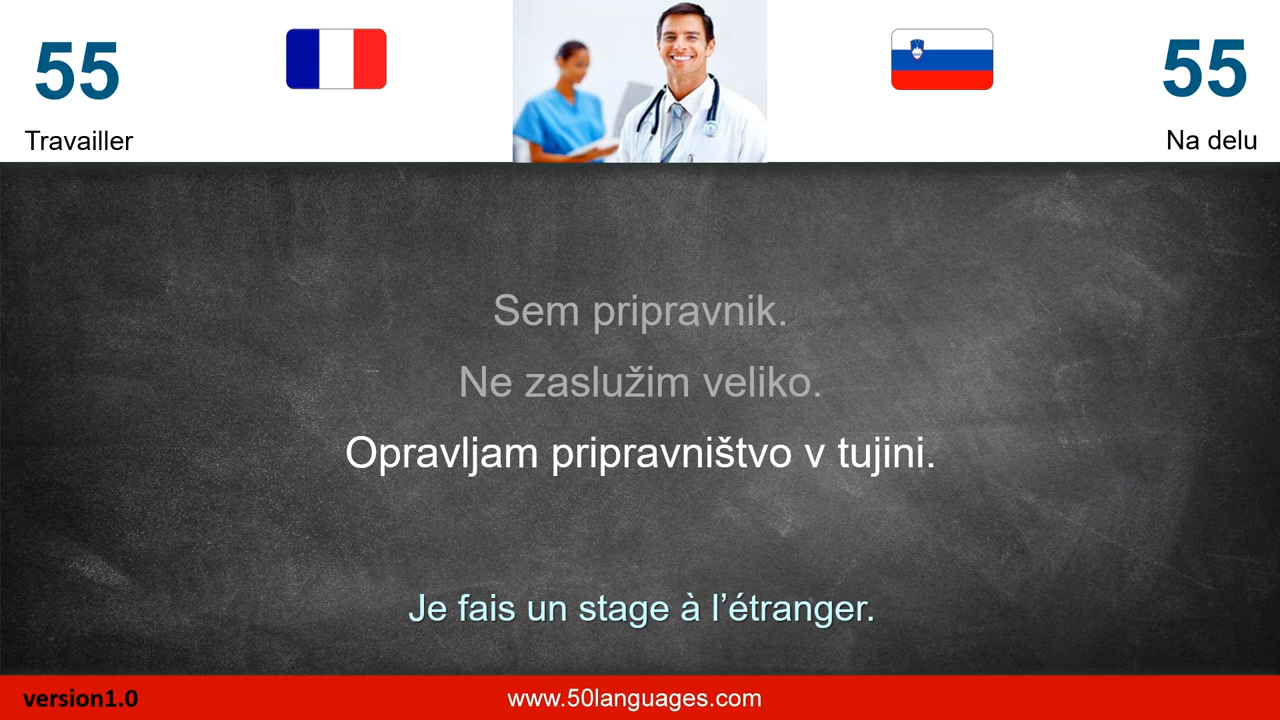 55
55
Travailler
Na delu
Sem pripravnik.
Ne zaslužim veliko.
Opravljam pripravništvo v tujini.
Je fais un stage à l’étranger.
version1.0
www.50languages.com